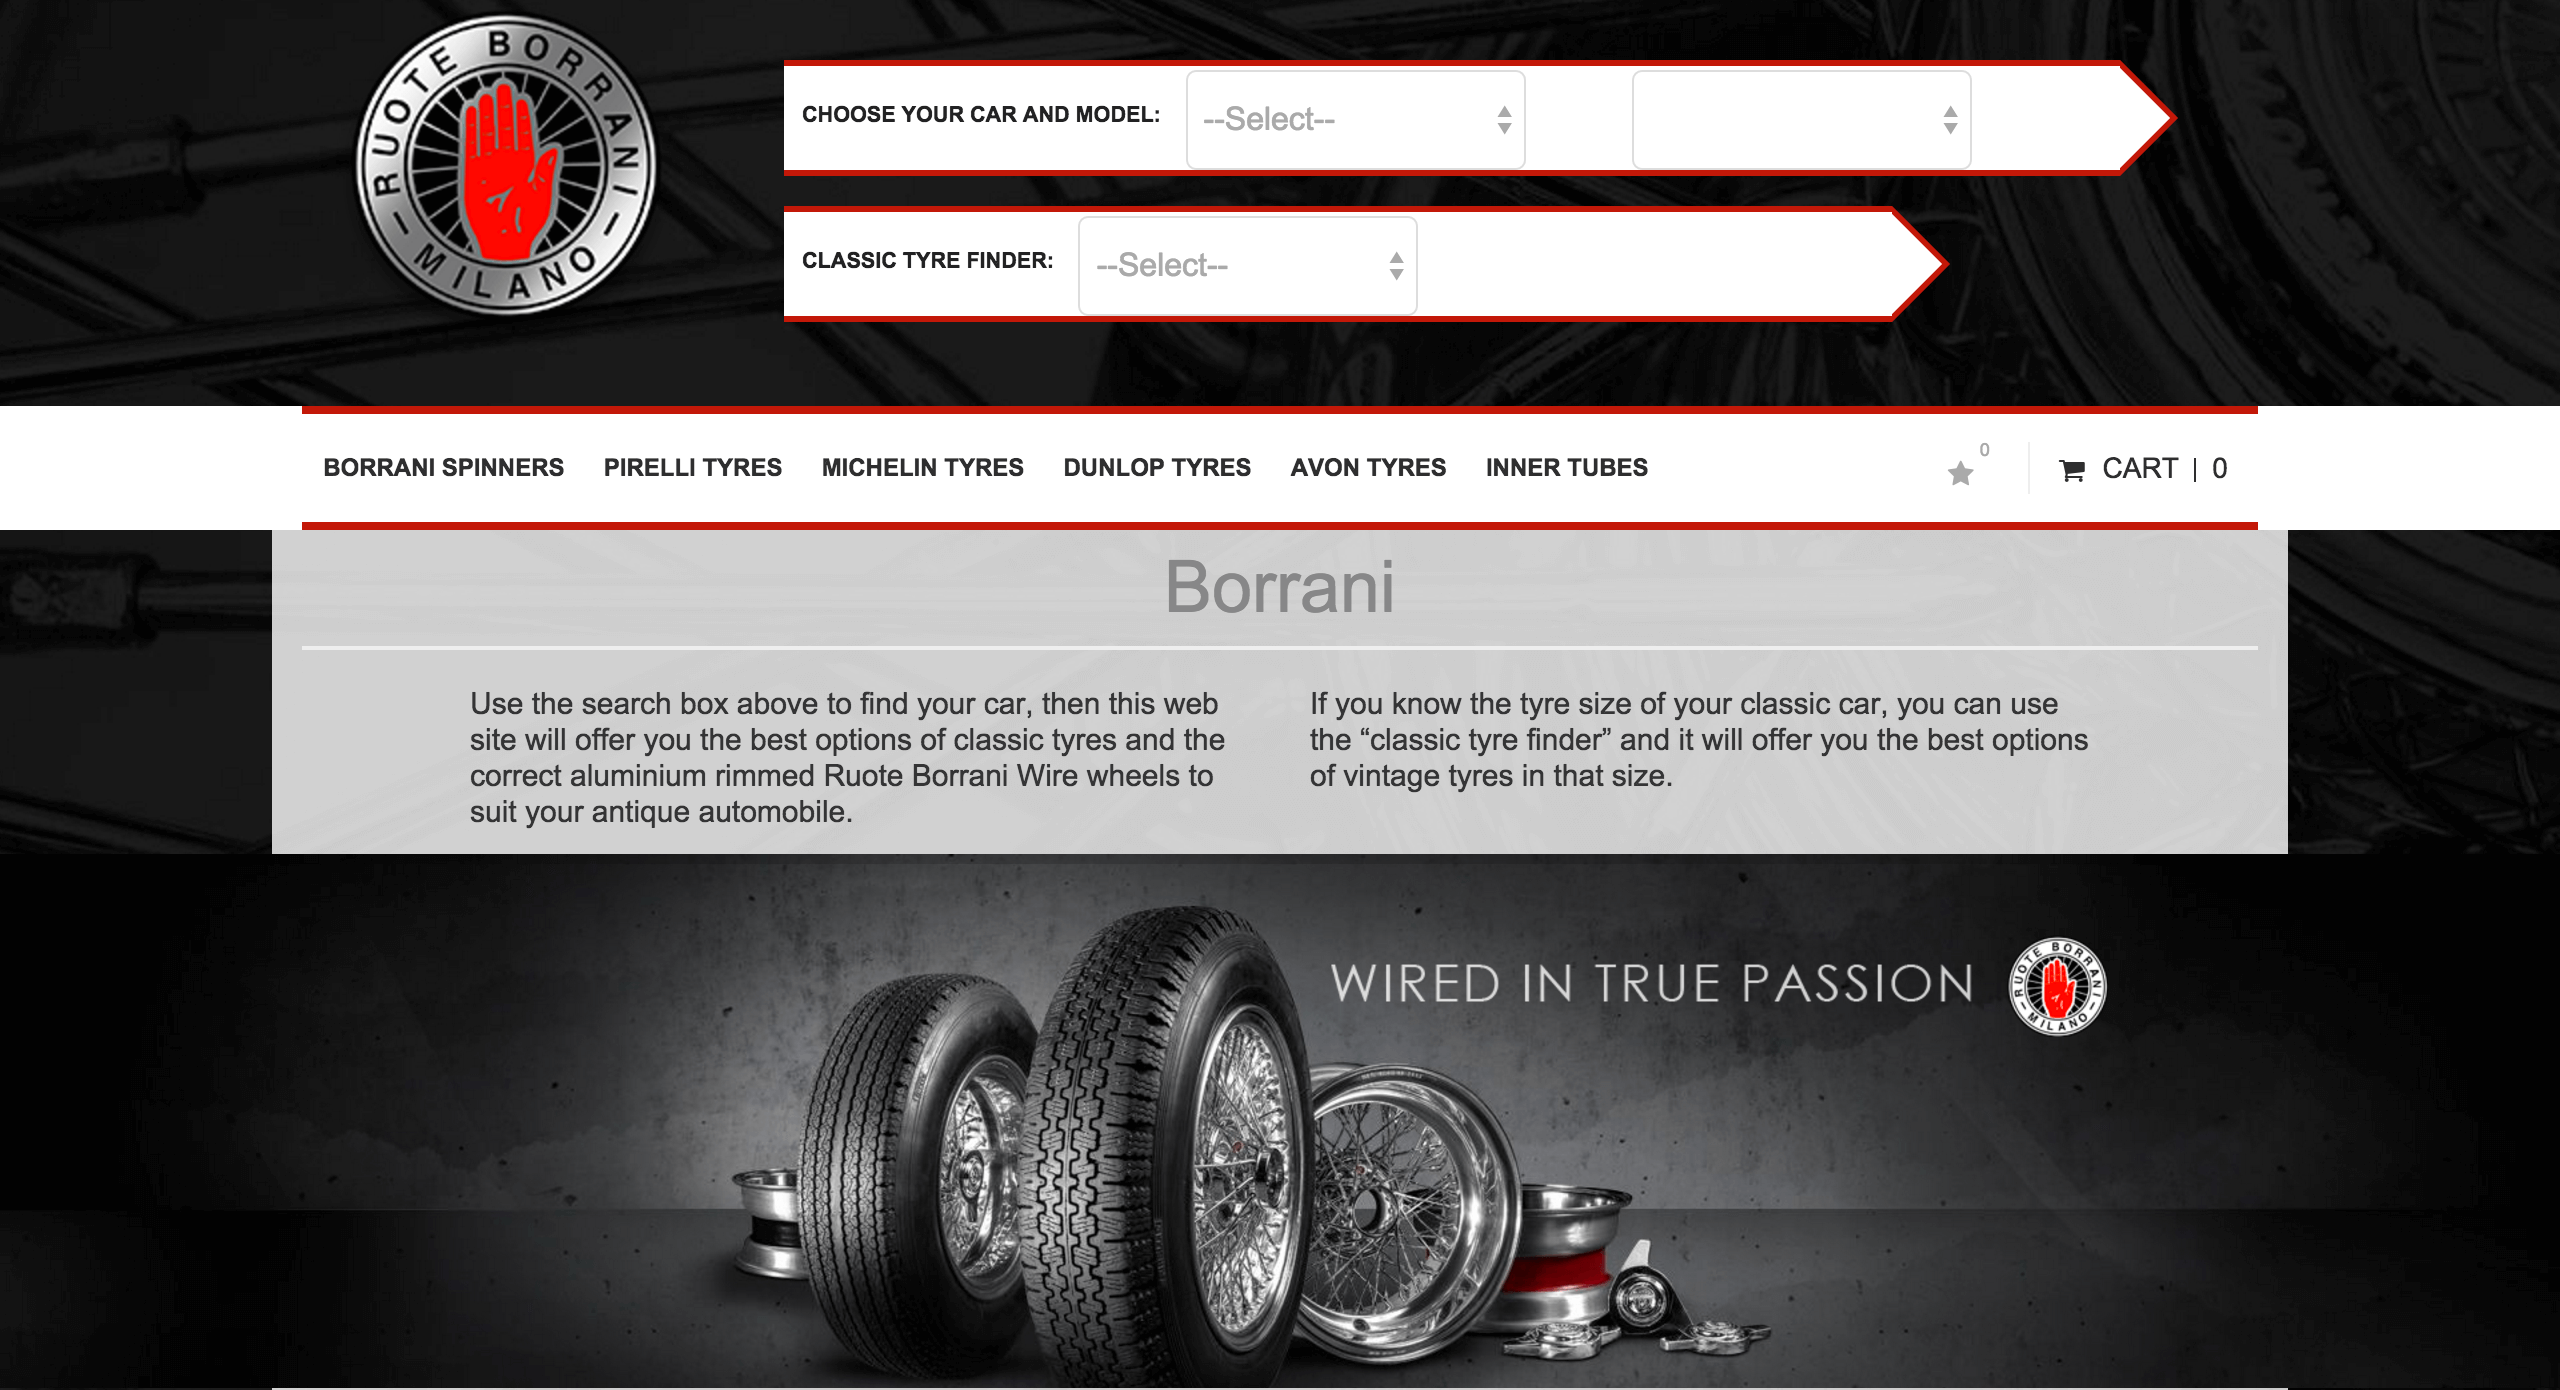 RUOTE BORRANI
MILANO
CHOOSE YOUR CAR AND MODEL:
--Select--
CLASSIC TYRE FINDER:
--Select--
BORRANI SPINNERS PIRELLI TYRES MICHELIN TYRES DUNLOP TYRES AVON TYRES INNER TUBES
0
CART | 0
Borrani
Use the search box above to find your car, then this web
site will offer you the best options of classic tyres and the
correct aluminium rimmed Ruote Borrani Wire wheels to
suit your antique automobile.
If you know the tyre size of your classic car, you can use
the “classic tyre finder” and it will offer you the best options
of vintage tyres in that size.
WIRED IN TRUE PASSION
RUOTE BORRANI
MILANO